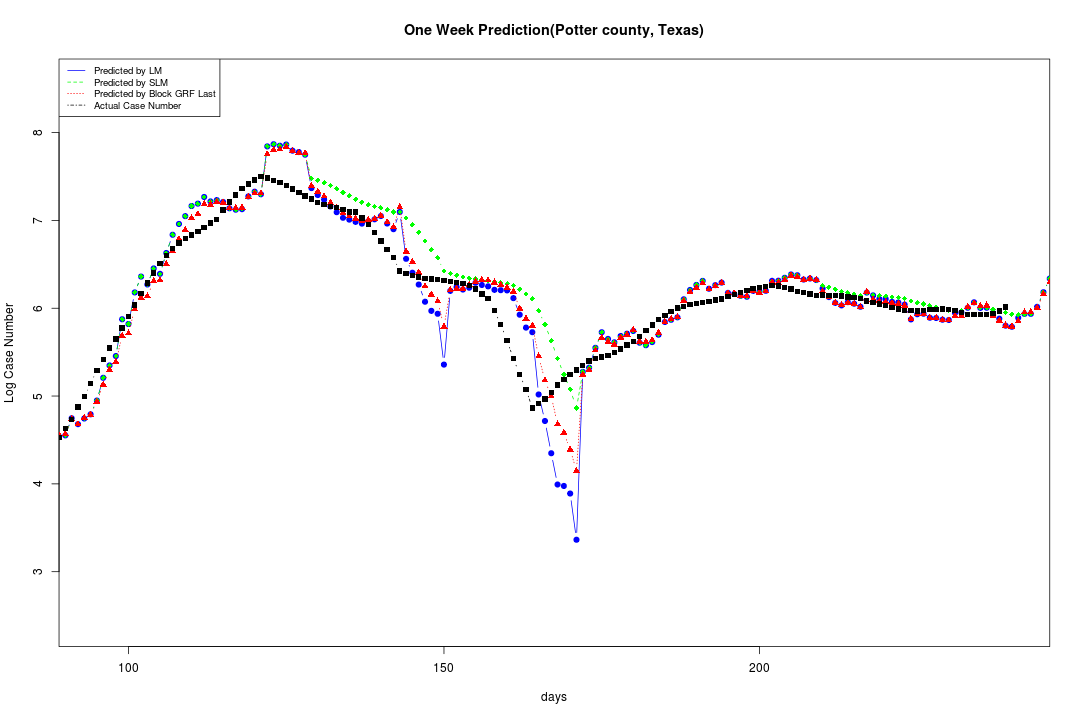 One Week Prediction(Potter county, Texas)
Predicted by LM
Predicted by SLM
Predicted by Block GRF Last
Actual Case Number
8
7
6
5
4
3
Log Case Number
100 150 200
days